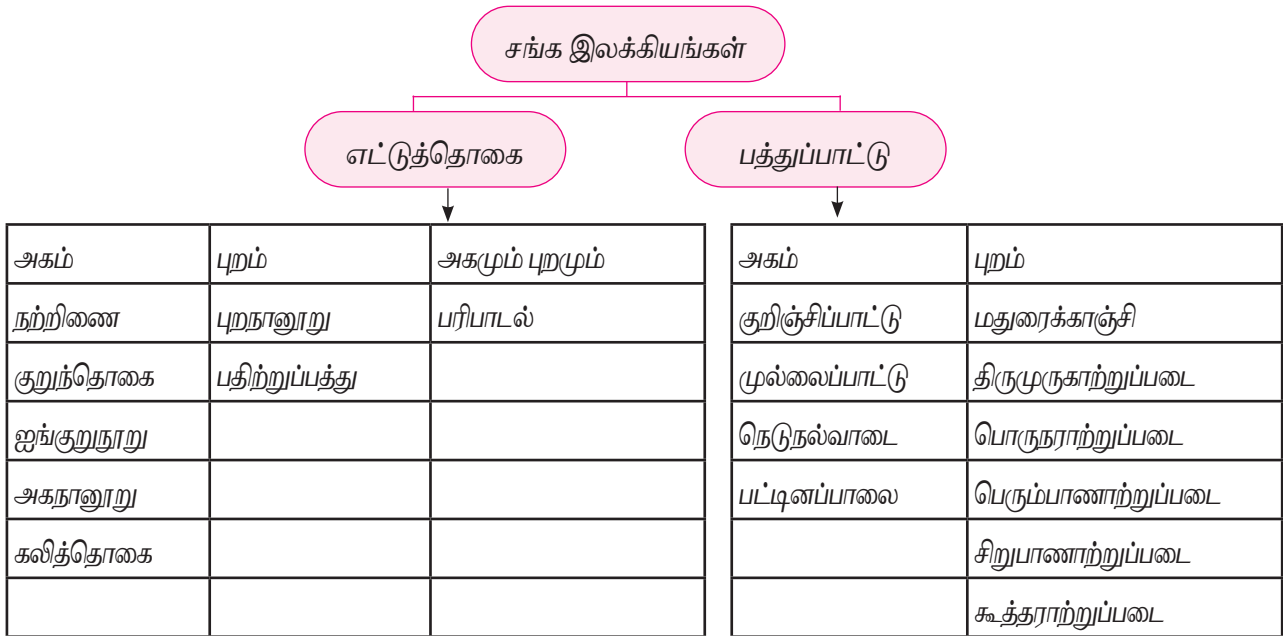 சங்க இலக்கியங்கள்
எட்டுத்தொகை பத்துப்பாட்டு
அகம் புறம் அகமும் புறமும்
நற்றிணை புறநானூறு பரிபாடல்
குறுந்தொகை பதிற்றுப்பத்து
ஐங்குறுநூறு
அகநானூறு
கலித்தொகை
அகம் புறம்
குறிஞ்சிப்பாட்டு மதுரைக்காஞ்சி
முல்லைப்பாட்டு திருமுருகாற்றுப்படை
நெடுநல்வாடை பொருநராற்றுப்படை
பட்டினப்பாலை பெரும்பாணாற்றுப்படை
சிறுபாணாற்றுப்படை
கூத்தராற்றுப்படை